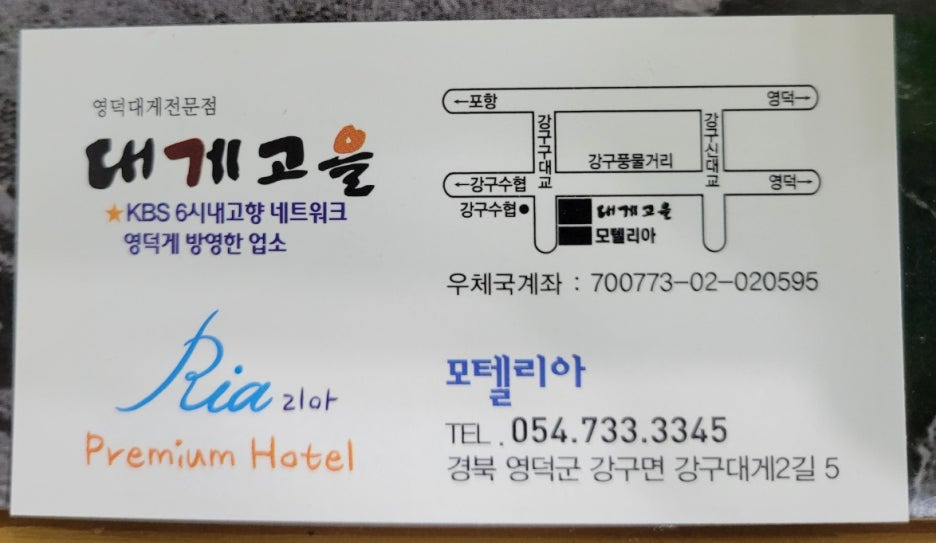 영덕대게전문점
대게고을
★KBS 6시내고향 네트워크
영덕게 방영한 업소
←포항
영덕→
강구구대교
강구신대교
강구풍물거리
←강구수협
영덕→
강구수협●
대게고을
모텔리아
우체국계좌 : 700773-02-020595
Ria 리아
Premium Hotel
모텔리아
TEL. 054.733.3345
경북 영덕군 강구면 강구대게2길 5